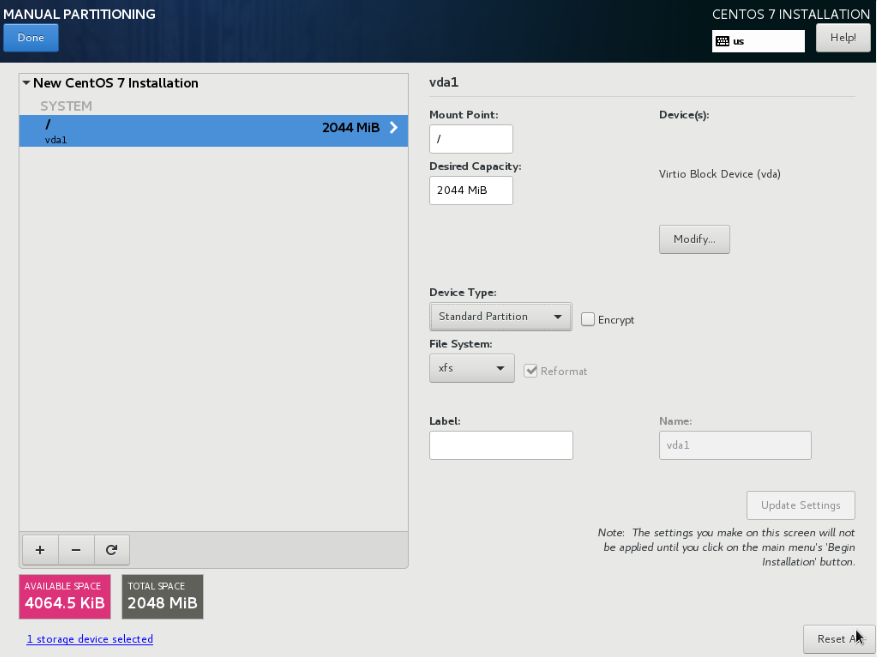 MANUAL PARTITIONING
CENTOS 7 INSTALLATION
Done
us
Help!
New CentOS 7 Installation
SYSTEM
/
2044 MiB
vda1
vda1
Mount Point:
/
Device(s):
Desired Capacity:
2044 MiB
Virtio Block Device (vda)
Modify...
Device Type:
Standard Partition
Encrypt
File System:
xfs
Reformat
Label:
Name:
vda1
Update Settings
Note: The settings you make on this screen will not
be applied until you click on the main menu's 'Begin
Installation' button.
+
−
AVAILABLE SPACE
4064.5 KiB
TOTAL SPACE
2048 MiB
1 storage device selected
Reset